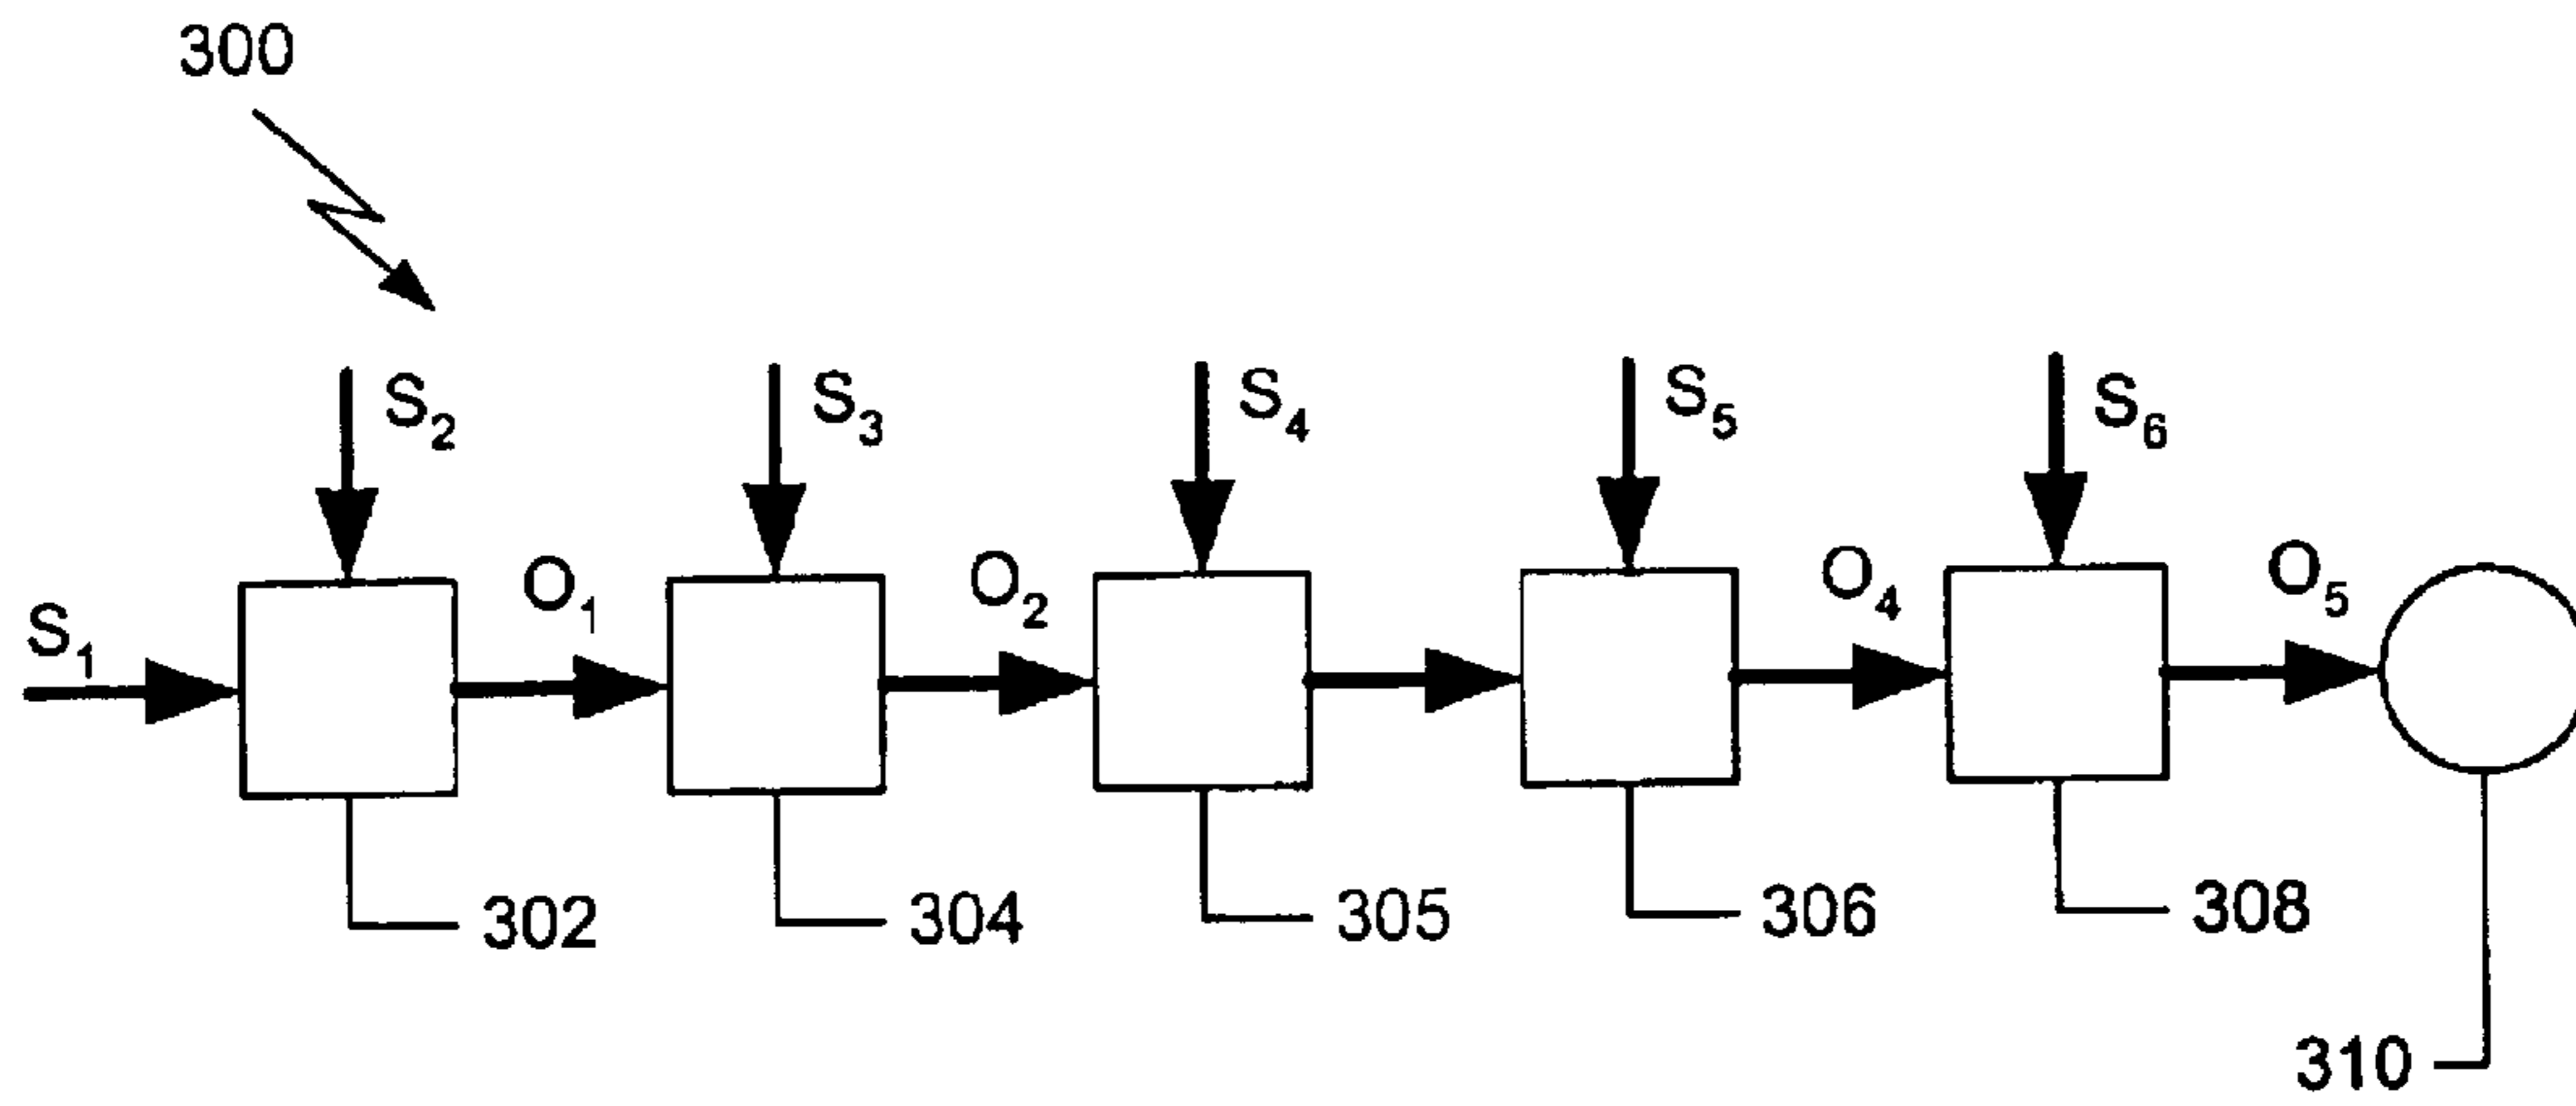 300
S₂ S₃ S₄ S₅ S₆
S₁ O₁ O₂ O₄ O₅
302 304 305 306 308
310